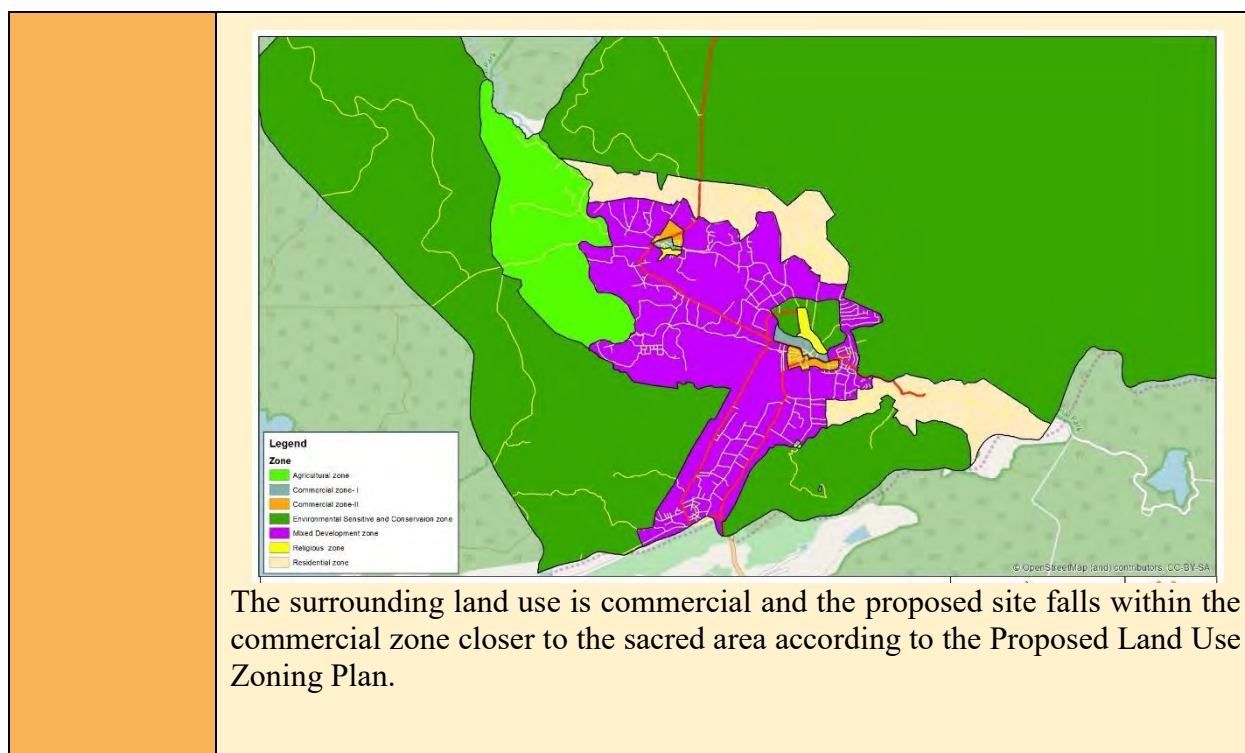 Park
Park
Legend
Zone
Agricultural zone
Commercial zone- I
Commercial zone-II
Environmental Sensitive and Conservaion zone
Mixed Development zone
Religious zone
Residential zone
© OpenStreetMap (and) contributors, CC-BY-SA
The surrounding land use is commercial and the proposed site falls within the
commercial zone closer to the sacred area according to the Proposed Land Use
Zoning Plan.